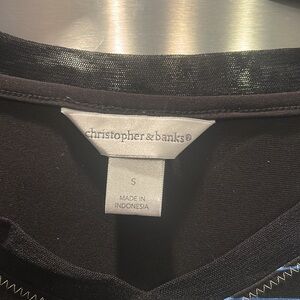 christopher & banks®
S
MADE IN
INDONESIA